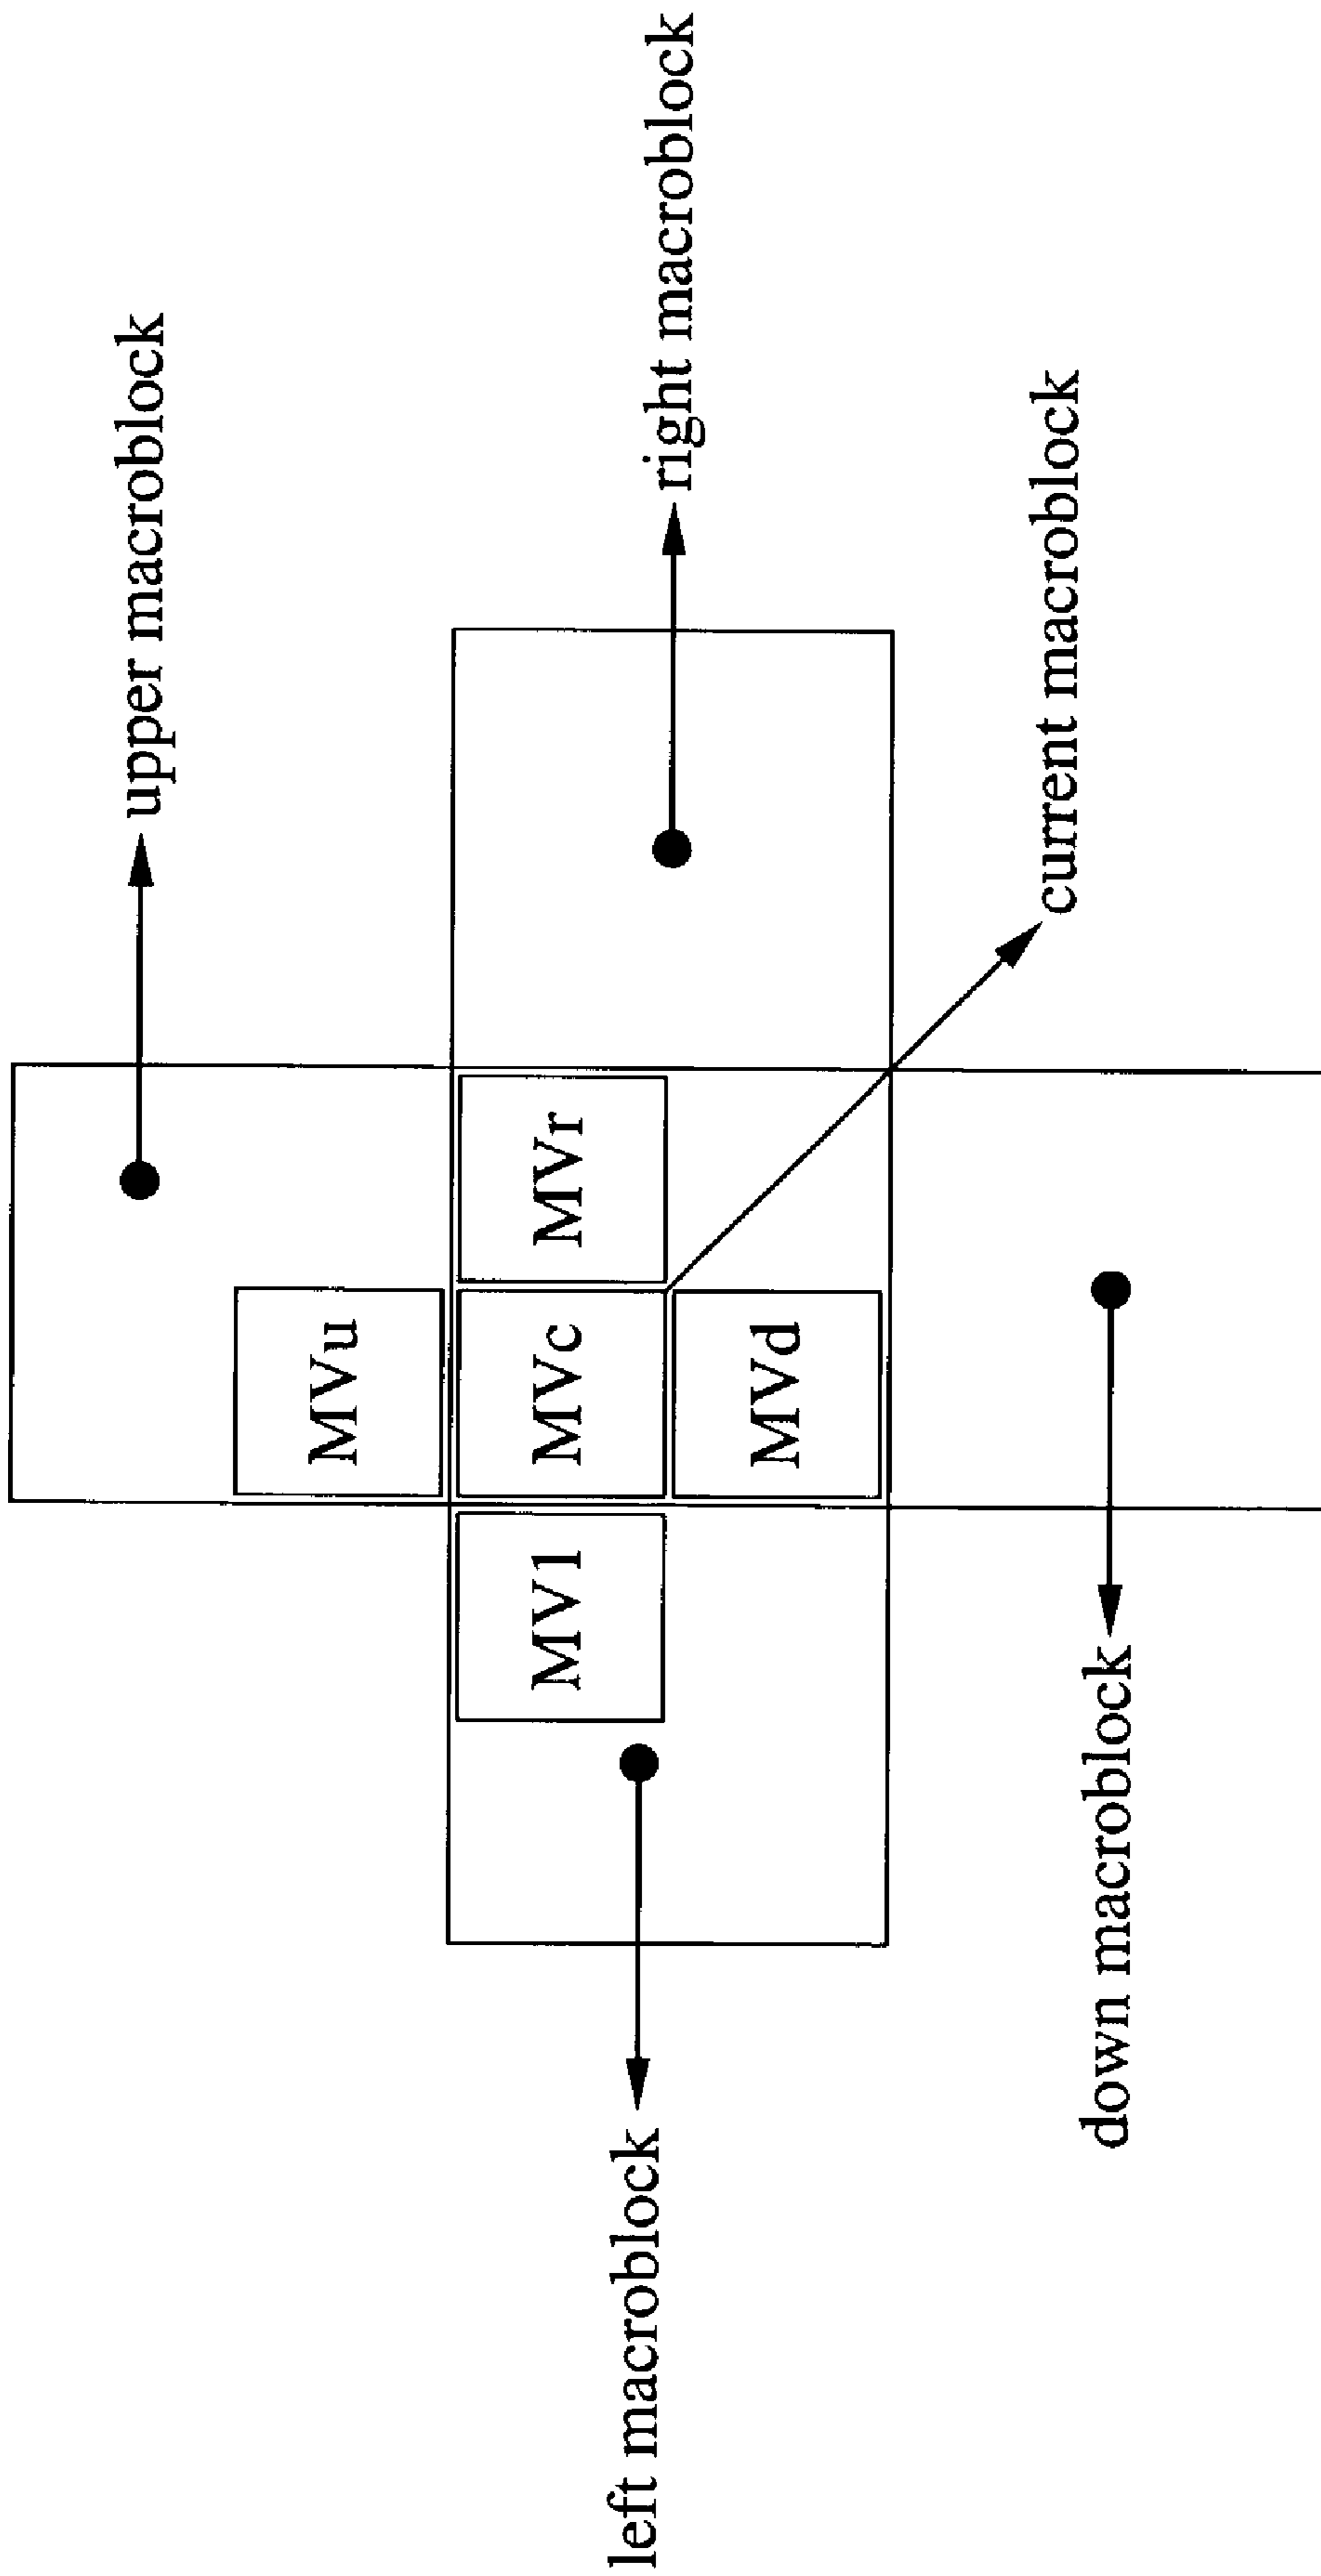 upper macroblock
MVu
left macroblock
MV1
MVc
MVr
right macroblock
MVd
current macroblock
down macroblock